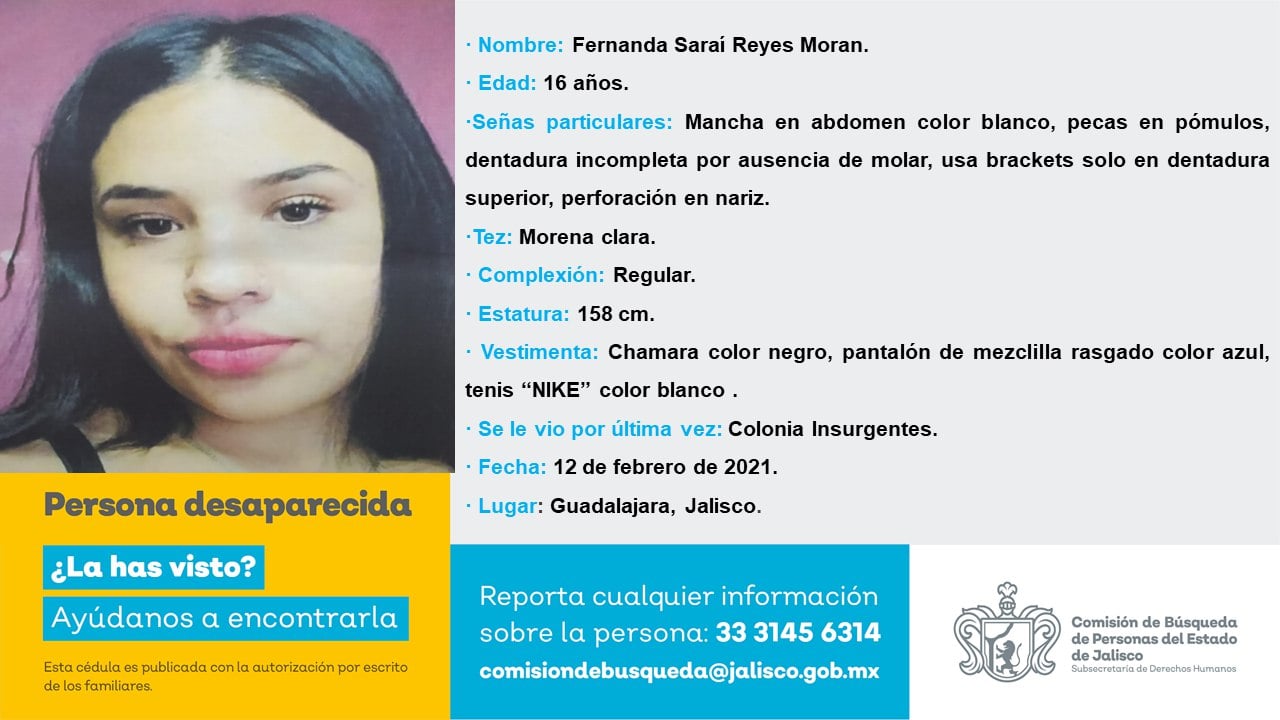 · Nombre: Fernanda Saraí Reyes Moran.
· Edad: 16 años.
·Señas particulares: Mancha en abdomen color blanco, pecas en pómulos,
dentadura incompleta por ausencia de molar, usa brackets solo en dentadura
superior, perforación en nariz.
·Tez: Morena clara.
· Complexión: Regular.
· Estatura: 158 cm.
· Vestimenta: Chamara color negro, pantalón de mezclilla rasgado color azul,
tenis “NIKE” color blanco .
· Se le vio por última vez: Colonia Insurgentes.
· Fecha: 12 de febrero de 2021.
· Lugar: Guadalajara, Jalisco.
Persona desaparecida
¿La has visto?
Ayúdanos a encontrarla
Esta cédula es publicada con la autorización por escrito
de los familiares.
Reporta cualquier información
sobre la persona: 33 3145 6314
comisiondebusqueda@jalisco.gob.mx
Comisión de Búsqueda
de Personas del Estado
de Jalisco
Subsecretaría de Derechos Humanos